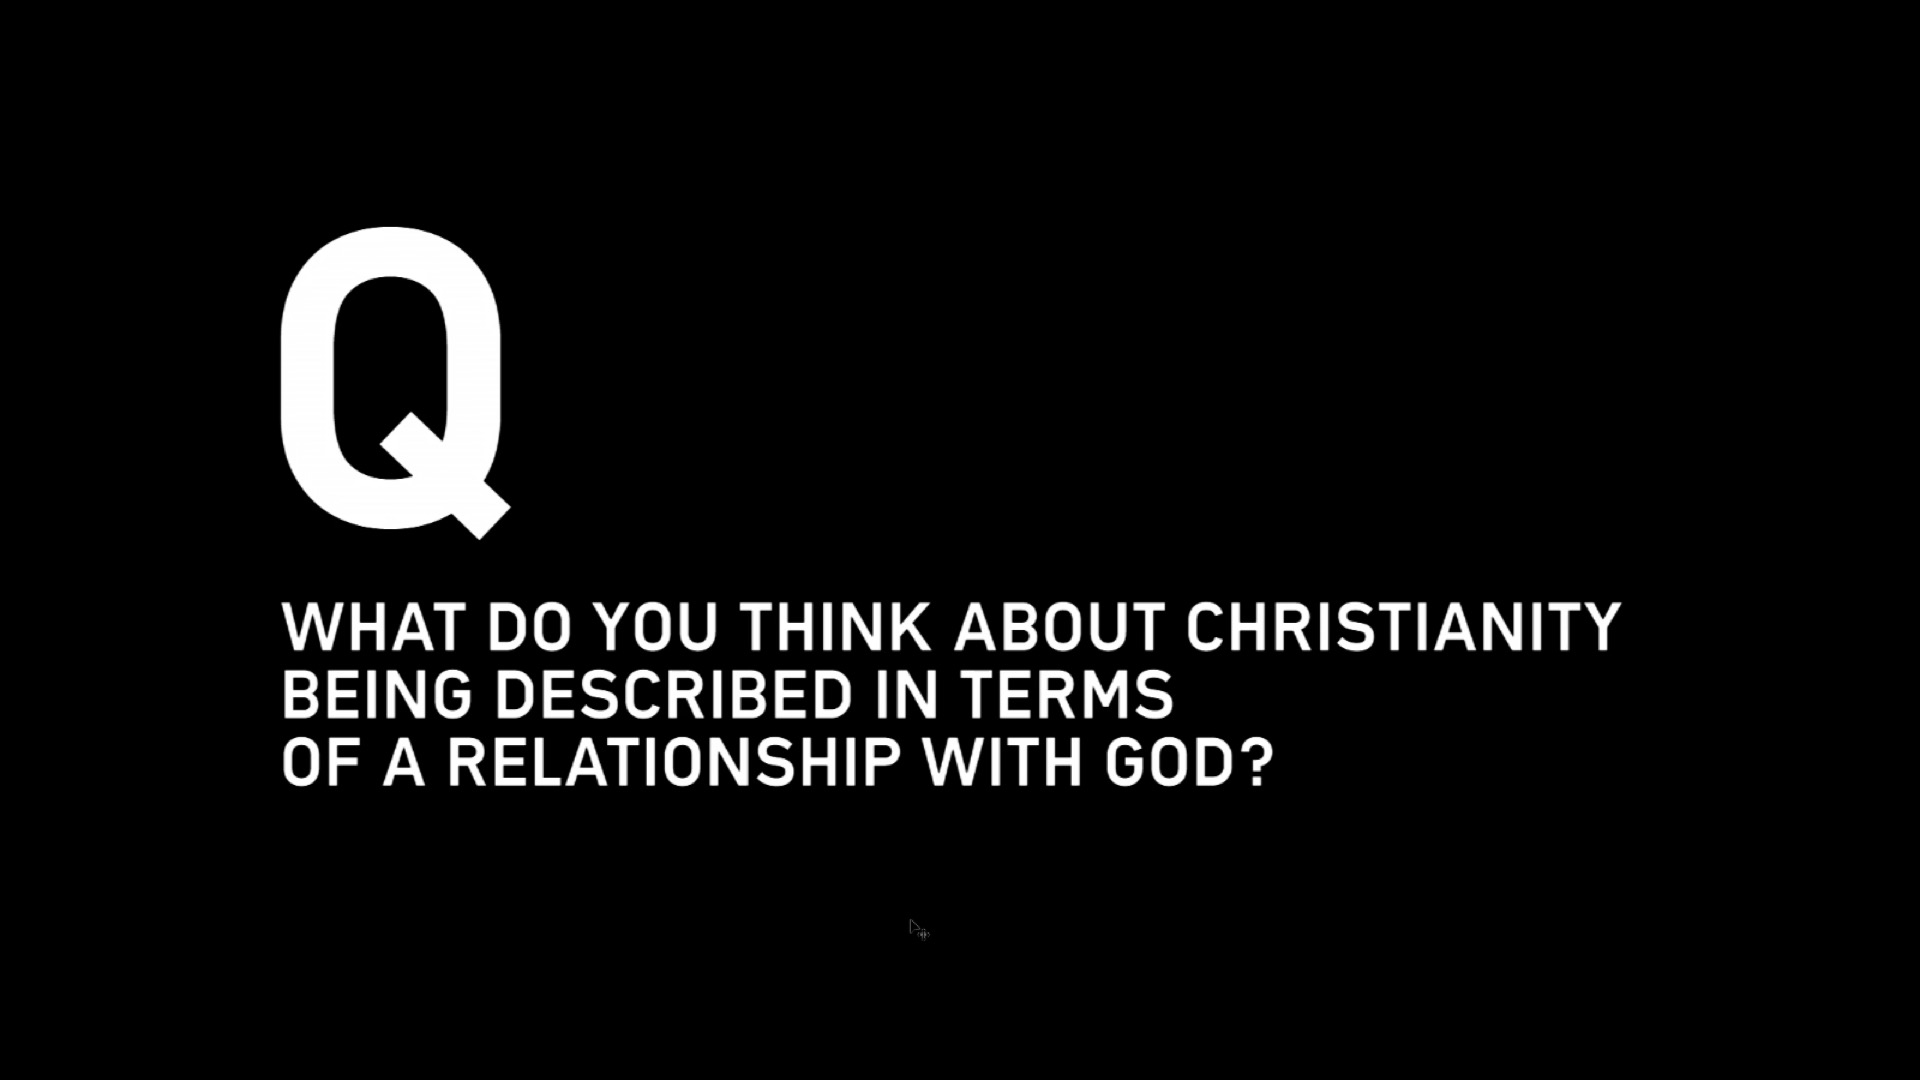 Q
WHAT DO YOU THINK ABOUT CHRISTIANITY
BEING DESCRIBED IN TERMS
OF A RELATIONSHIP WITH GOD?